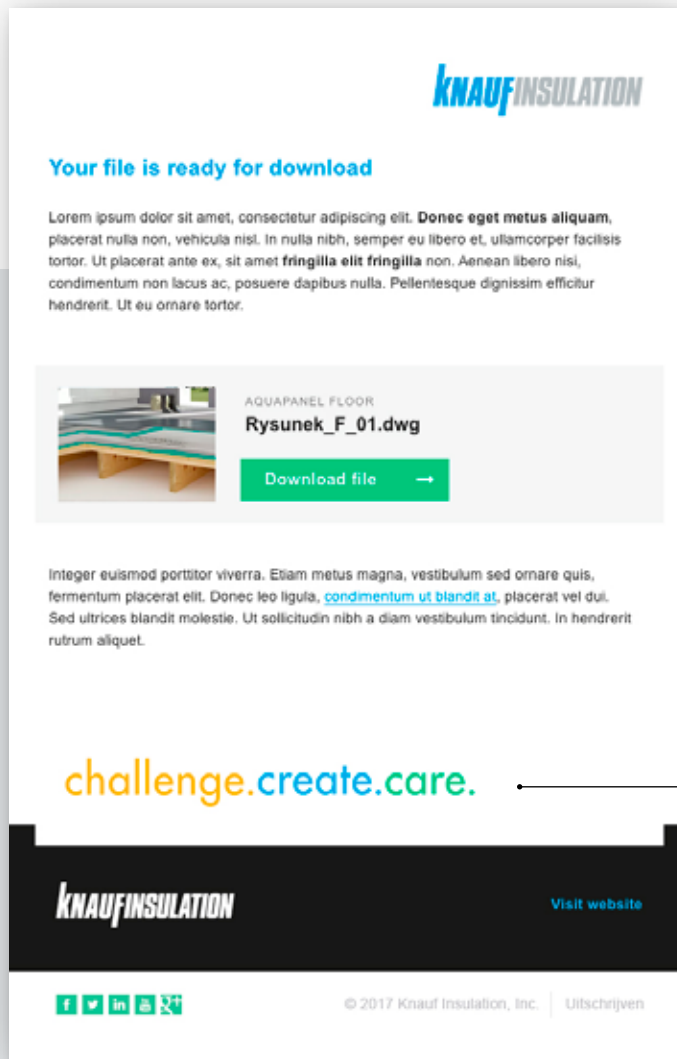 KNAUFINSULATION
Your file is ready for download
Lorem ipsum dolor sit amet, consectetur adipiscing elit. Donec eget metus aliquam,
placerat nulla non, vehicula nisl. In nulla nibh, semper eu libero et, ullamcorper facilisis
tortor. Ut placerat ante ex, sit amet fringilla elit fringilla non. Aenean libero nisi,
condimentum non lacus ac, posuere dapibus nulla. Pellentesque dignissim efficitur
hendrerit. Ut eu ornare tortor.
AQUAPANEL FLOOR
Rysunek_F_01.dwg
Download file →
Integer euismod porttitor viverra. Etiam metus magna, vestibulum sed ornare quis,
fermentum placerat elit. Donec leo ligula, condimentum ut blandit at, placerat vel dui.
Sed ultrices blandit molestie. Ut sollicitudin nibh a diam vestibulum tincidunt. In hendrerit
rutrum aliquet.
challenge.create.care.
KNAUFINSULATION
Visit website
© 2017 Knauf Insulation, Inc. | Uitschrijven